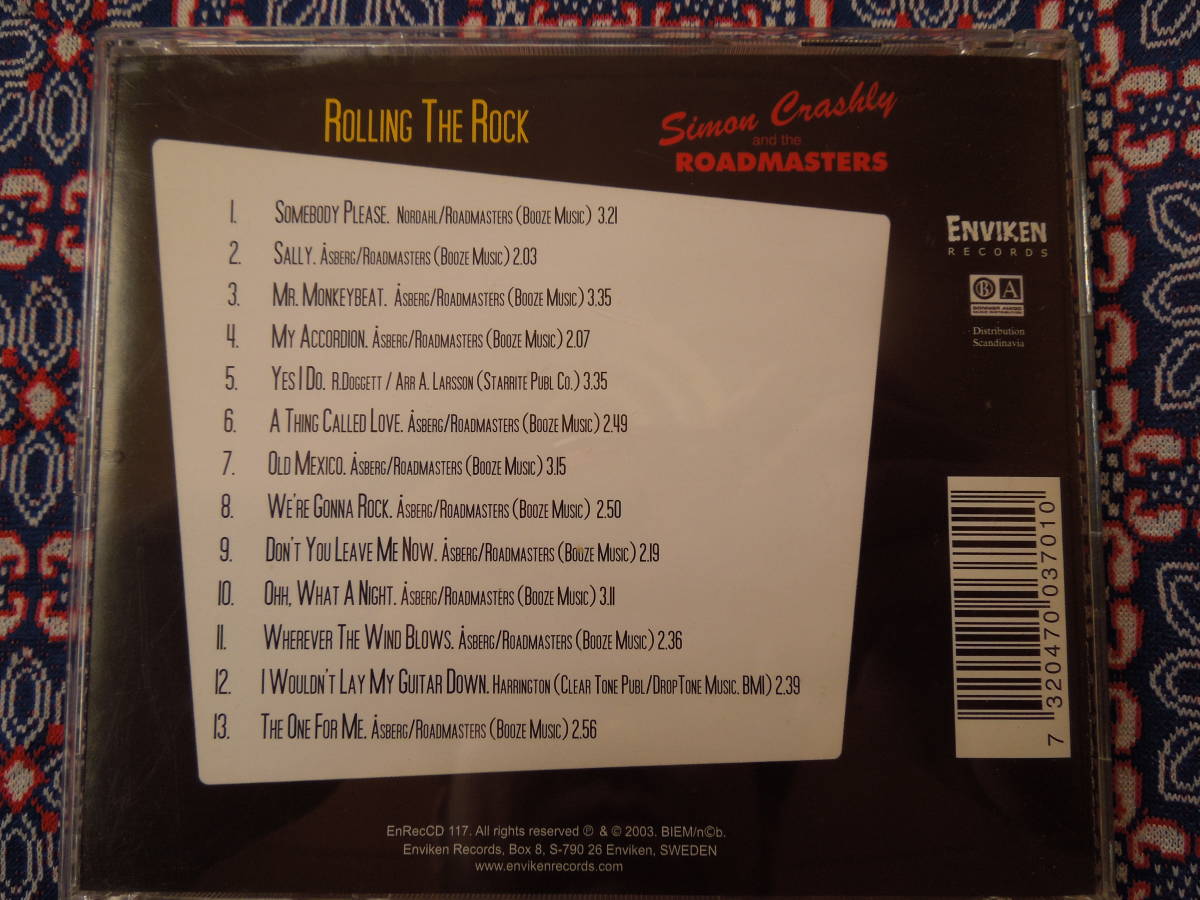 ROLLING THE ROCK
Simon Crashly
and the
ROADMASTERS
1. SOMEBODY PLEASE. NORDAHL/ROADMASTERS (BOOZE MUSIC) 3.21
2. SALLY. ÅSBERG/ROADMASTERS (BOOZE MUSIC) 2.03
3. MR. MONKEYBEAT. ÅSBERG/ROADMASTERS (BOOZE MUSIC) 3.35
4. MY ACCORDION. ÅSBERG/ROADMASTERS (BOOZE MUSIC) 2.07
5. YES I DO. R.DOGGETT / ARR A. LARSSON (STARRITE PUBL CO.) 3.35
6. A THING CALLED LOVE. ÅSBERG/ROADMASTERS (BOOZE MUSIC) 2.49
7. OLD MEXICO. ÅSBERG/ROADMASTERS (BOOZE MUSIC) 3.15
8. WE'RE GONNA ROCK. ÅSBERG/ROADMASTERS (BOOZE MUSIC) 2.50
9. DON'T YOU LEAVE ME NOW. ÅSBERG/ROADMASTERS (BOOZE MUSIC) 2.19
10. OHH, WHAT A NIGHT. ÅSBERG/ROADMASTERS (BOOZE MUSIC) 3.11
11. WHEREVER THE WIND BLOWS. ÅSBERG/ROADMASTERS (BOOZE MUSIC) 2.36
12. I WOULDN'T LAY MY GUITAR DOWN. HARRINGTON (CLEAR TONE PUBL/DROPTONE MUSIC. BMI) 2.39
13. THE ONE FOR ME. ÅSBERG/ROADMASTERS (BOOZE MUSIC) 2.56
ENVIKEN
RECORDS
B A
BONNIER AMIGO
MUSIC DISTRIBUTION
Distribution
Scandinavia
7 320470 037010
EnRecCD 117. All rights reserved ℗ & © 2003. BIEM/n©b.
Enviken Records, Box 8, S-790 26 Enviken, SWEDEN
www.envikenrecords.com